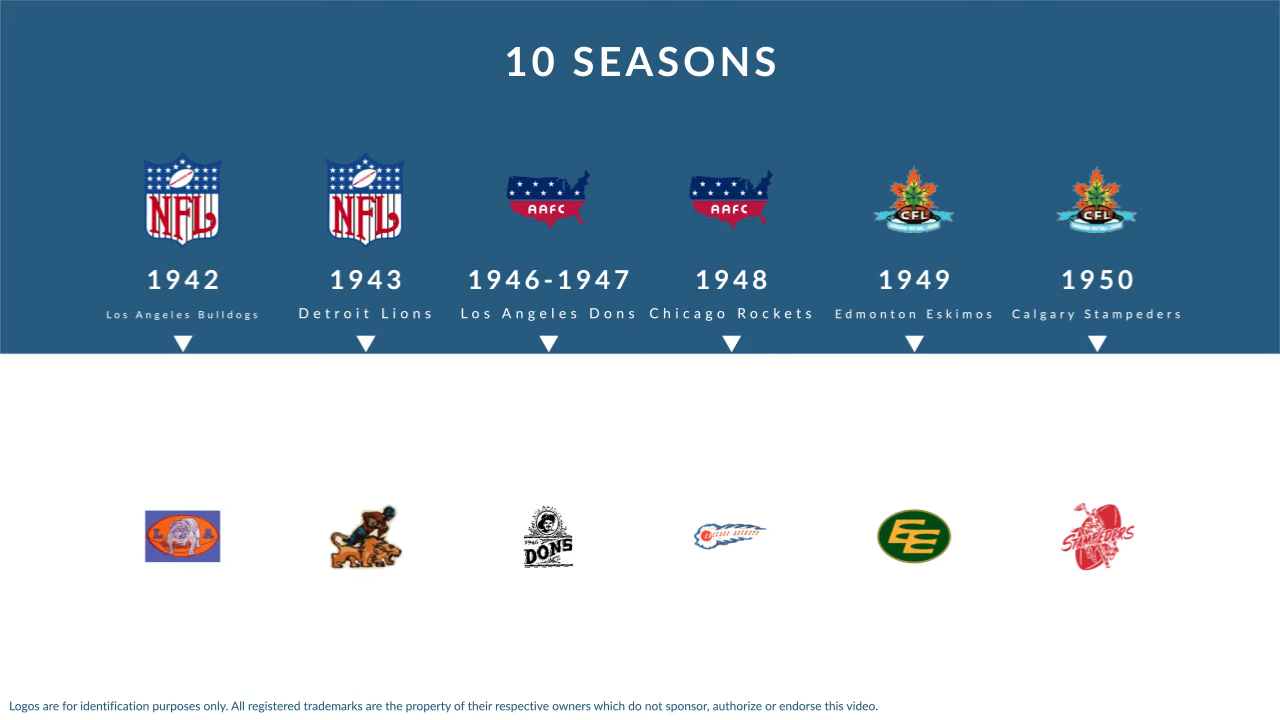 10 SEASONS
NFL NFL AAFC AAFC CFL CFL
1942 1943 1946-1947 1948 1949 1950
Los Angeles Bulldogs Detroit Lions Los Angeles Dons Chicago Rockets Edmonton Eskimos Calgary Stampeders
L A DONS EE STAMPEDERS
Logos are for identification purposes only. All registered trademarks are the property of their respective owners which do not sponsor, authorize or endorse this video.